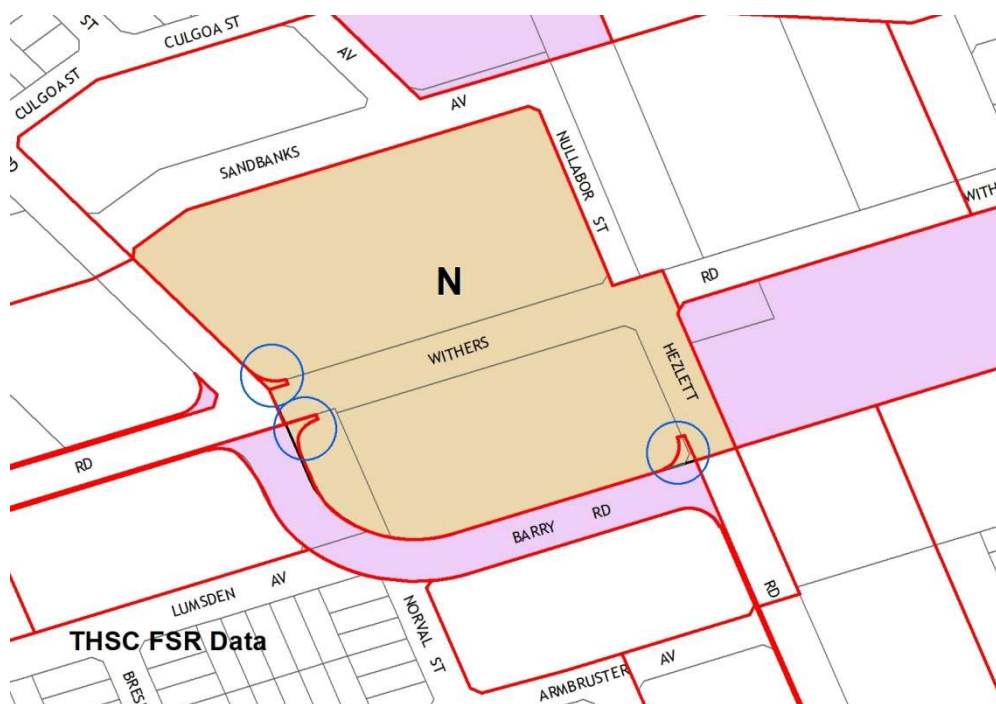 ST
CULGOA ST
AV
CULGOA ST
AV
SANDBANKS
NULLABOR ST
WITH
N
RD
WITHERS
HEZLETT
RD
BARRY RD
LUMSDEN AV
RD
NORVAL ST
THSC FSR Data
AV
ARMBRUSTER
BRES